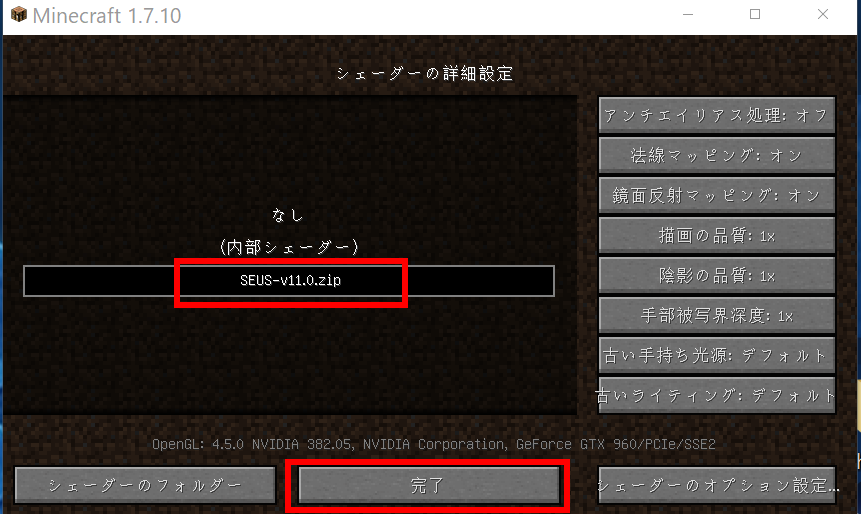 Minecraft 1.7.10
シェーダーの詳細設定
なし
(内部シェーダー)
SEUS-v11.0.zip
アンチエイリアス処理: オフ
法線マッピング: オン
鏡面反射マッピング: オン
描画の品質: 1x
陰影の品質: 1x
手部被写界深度: 1x
古い手持ち光源: デフォルト
古いライティング: デフォルト
OpenGL: 4.5.0 NVIDIA 382.05, NVIDIA Corporation, GeForce GTX 960/PCIe/SSE2
シェーダーのフォルダー
完了
シェーダーのオプション設定...